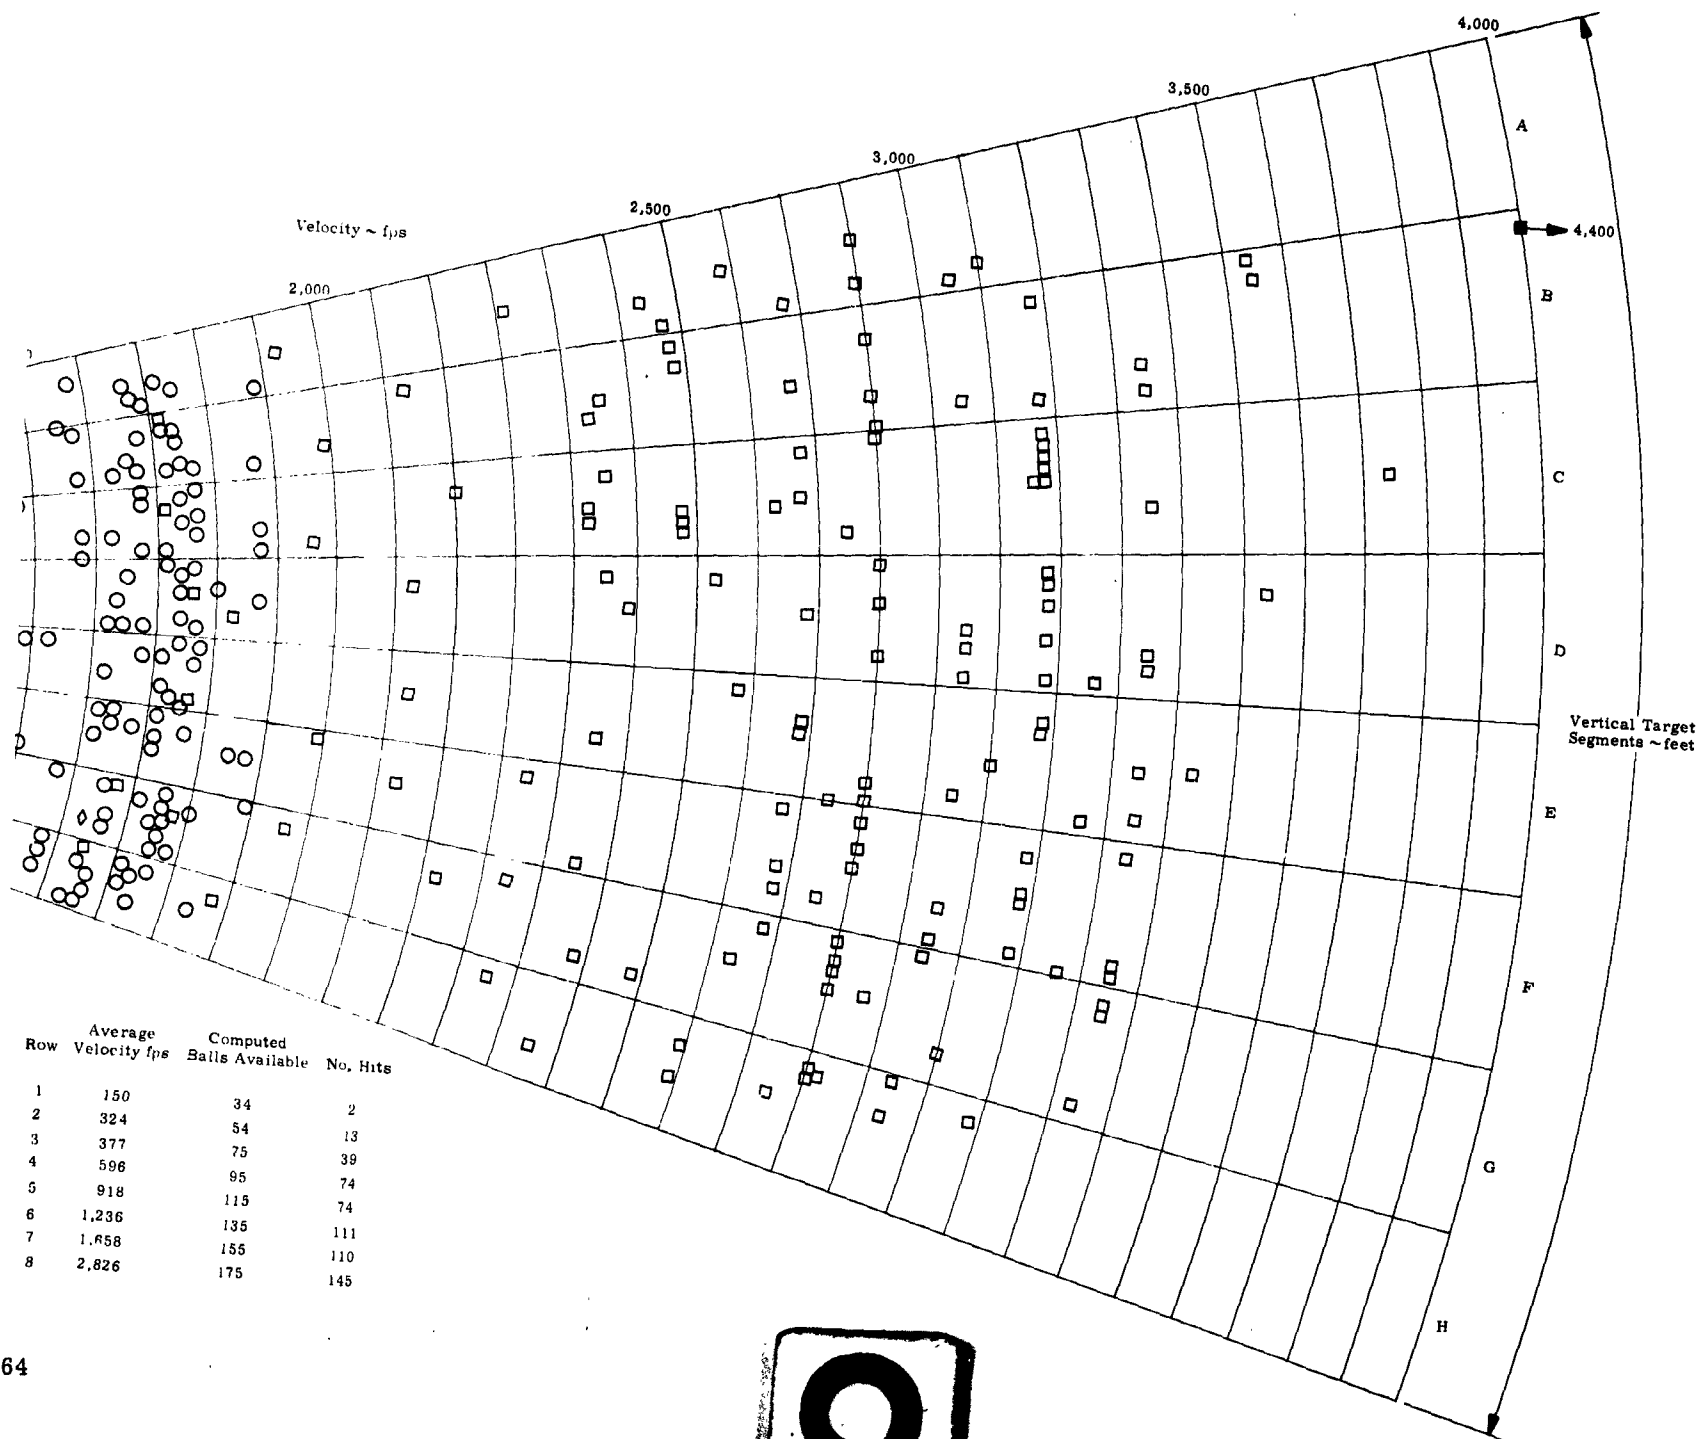 4,000
3,500
3,000
2,500
2,000
Velocity ~ fps
A
4,400
B
C
D
Vertical Target
Segments ~ feet
E
F
G
H
Row Average Velocity fps Computed Balls Available No. Hits
1 150 34 2
2 324 54 13
3 377 75 39
4 596 95 74
5 918 115 74
6 1,236 135 111
7 1,658 155 110
8 2,826 175 145
64